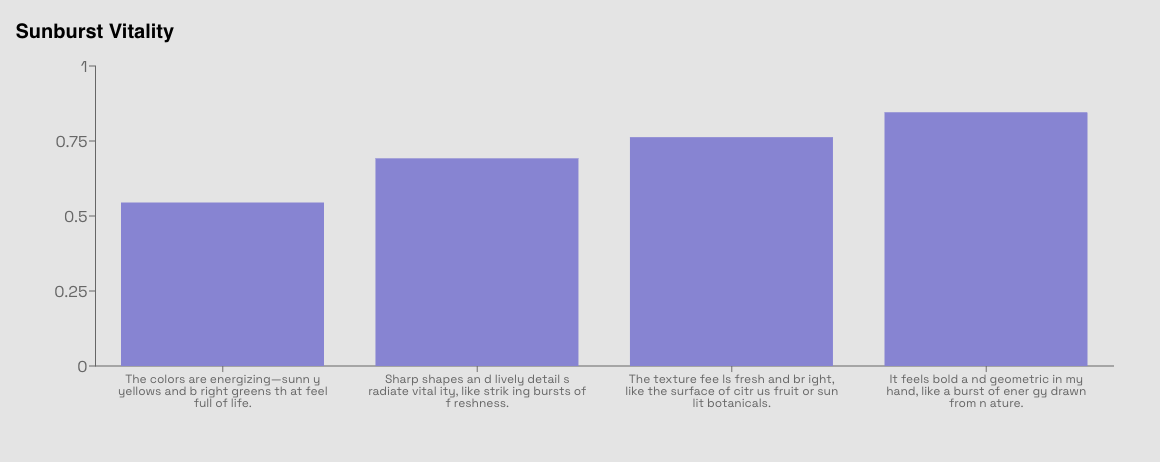 Sunburst Vitality
1
0.75
0.5
0.25
0
The colors are energizing—sunn y
yellows and b right greens th at feel
full of life.
Sharp shapes an d lively detail s
radiate vital ity, like strik ing bursts of
f reshness.
The texture fee ls fresh and br ight,
like the surface of citr us fruit or sun
lit botanicals.
It feels bold a nd geometric in my
hand, like a burst of ener gy drawn
from n ature.